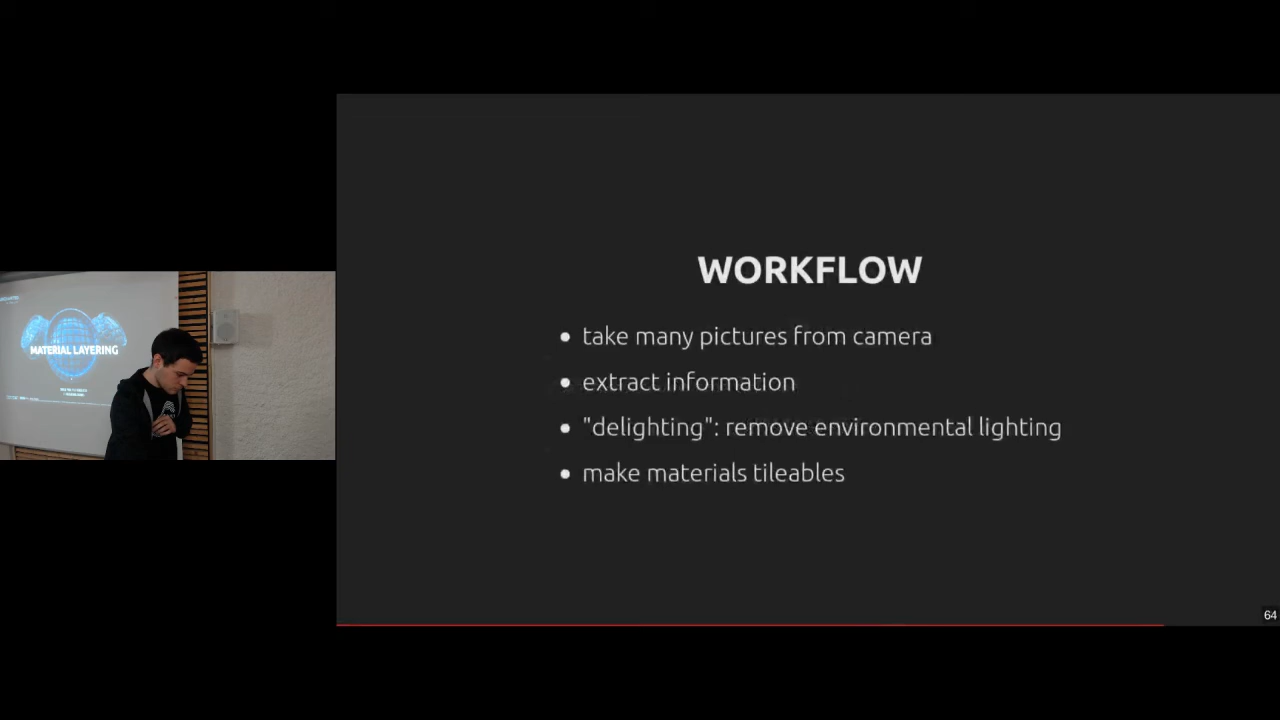 MATERIAL LAYERING
WORKFLOW
take many pictures from camera
extract information
"delighting": remove environmental lighting
make materials tileables
64